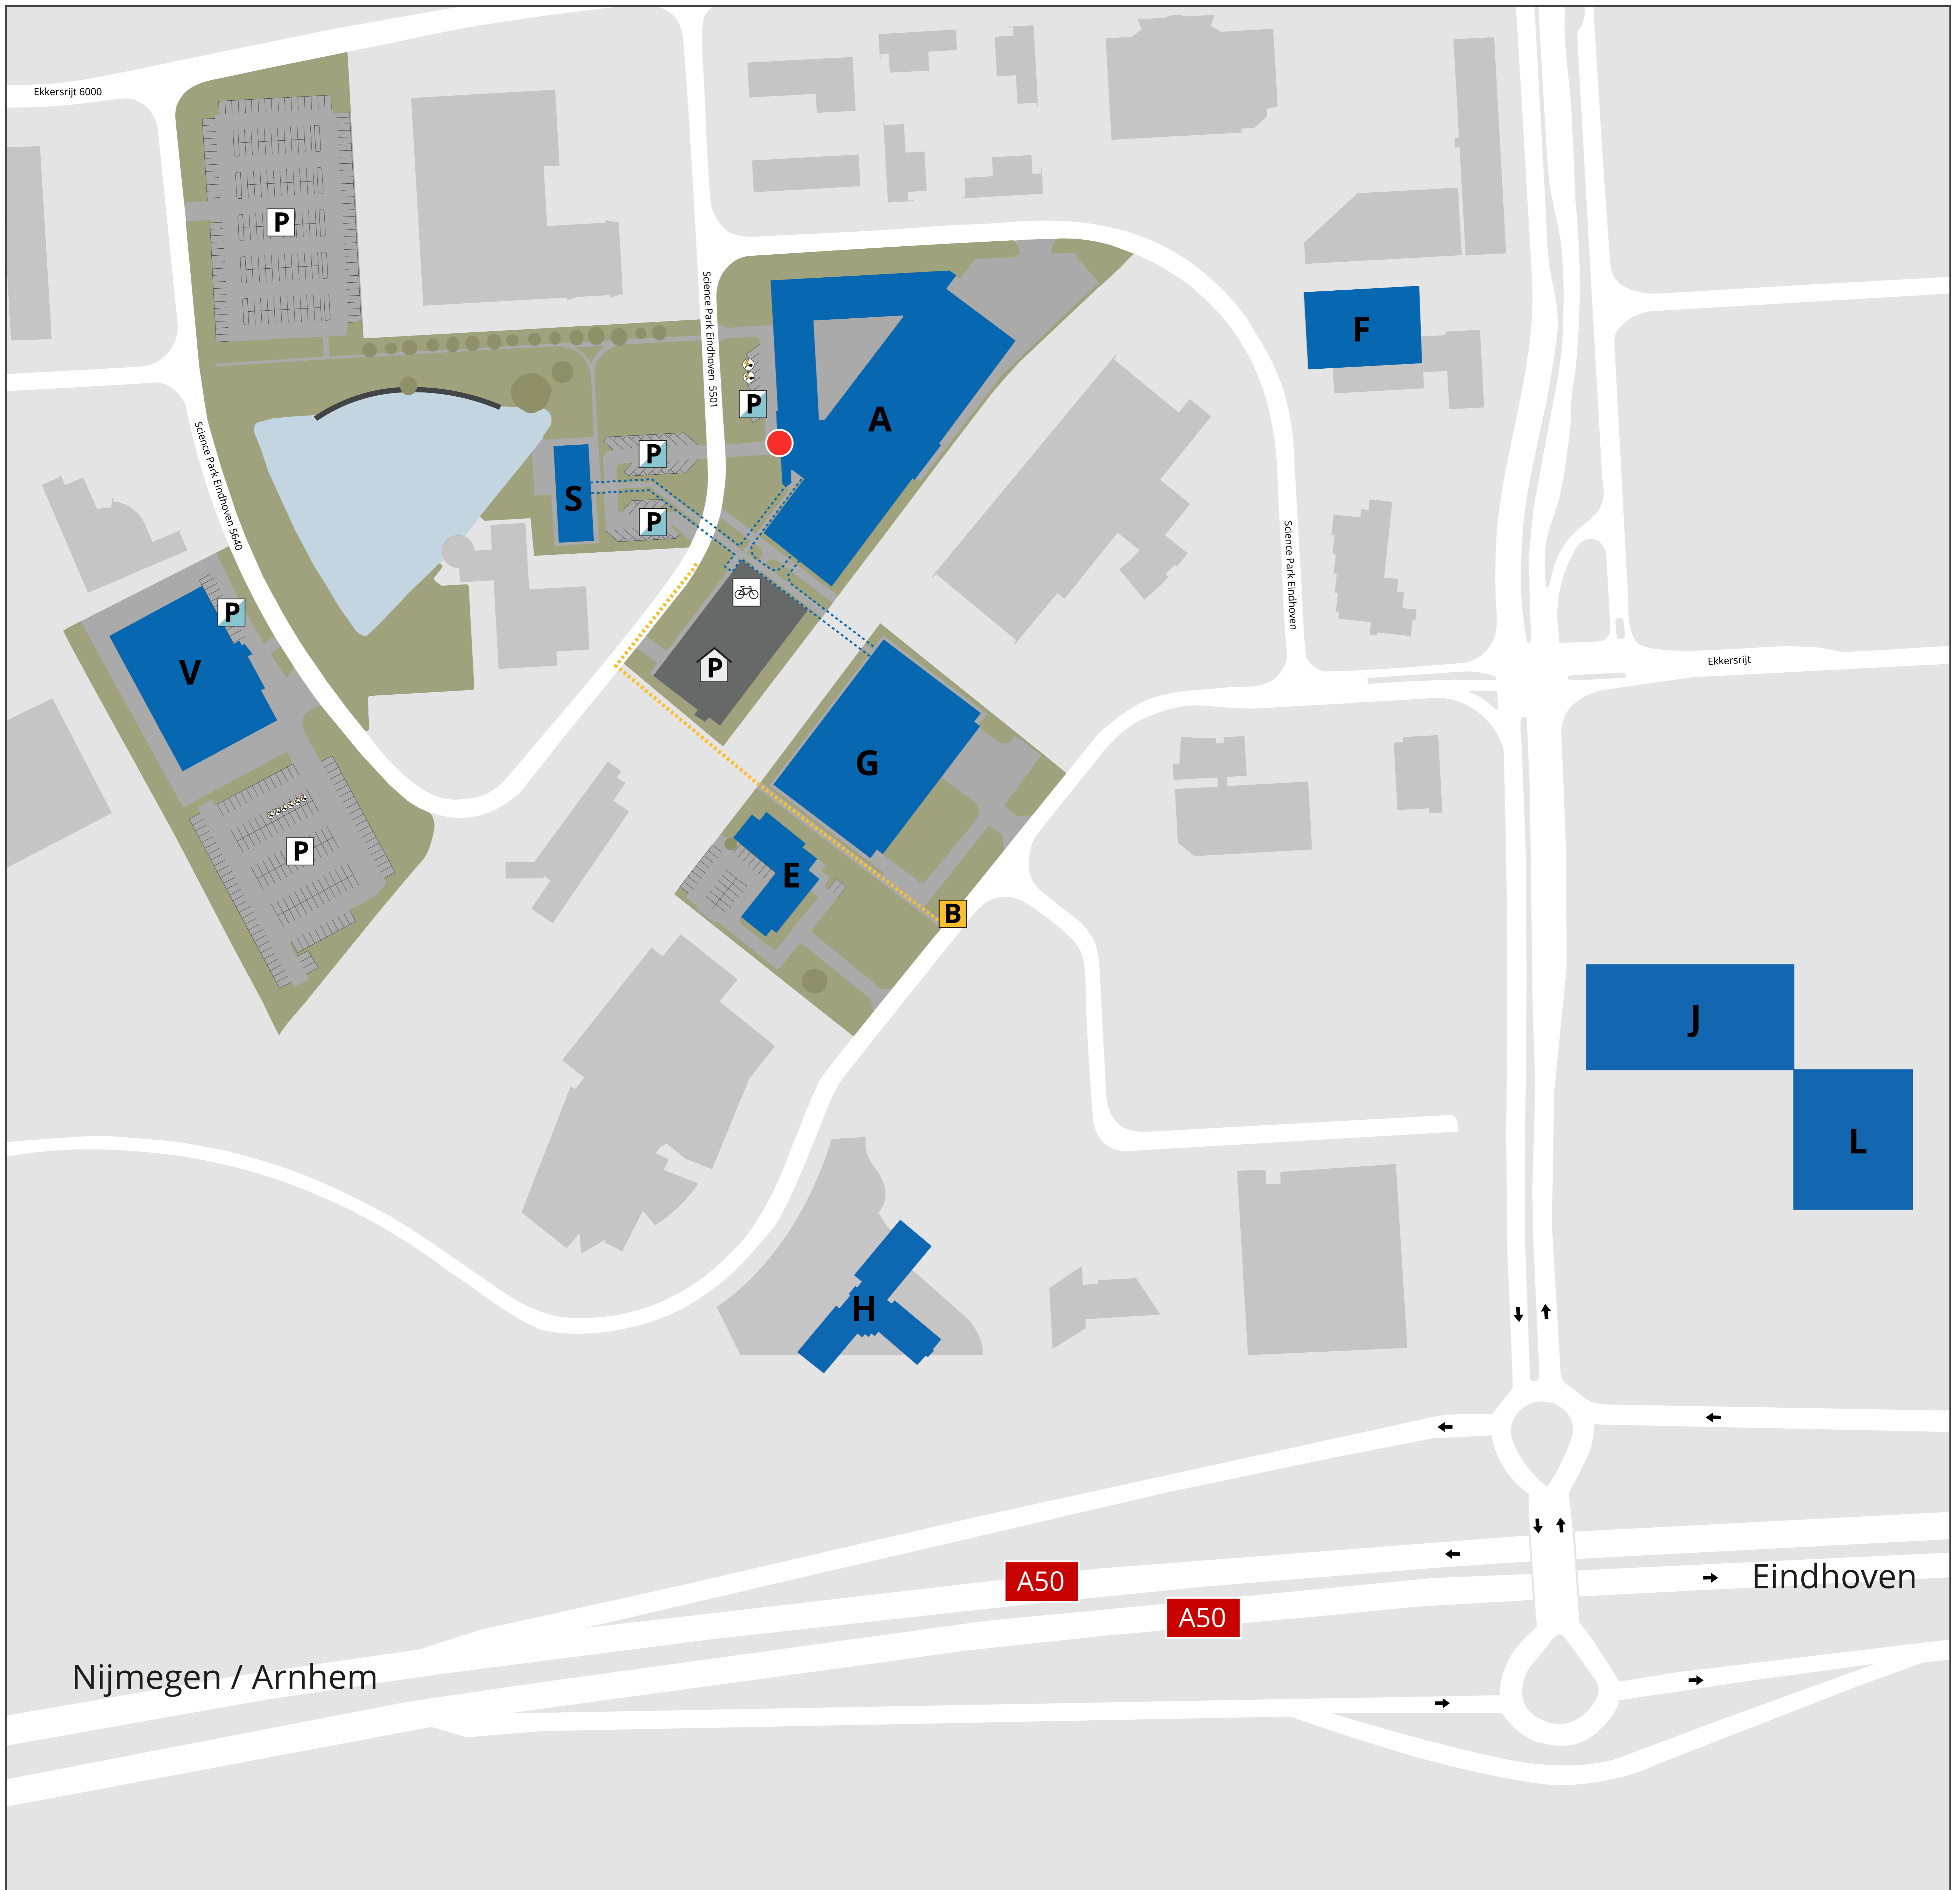 Ekkersrijt 6000
P
Science Park Eindhoven 5501
F
P
A
P
S
P
Science Park Eindhoven 5640
Science Park Eindhoven
P
V
P
Ekkersrijt
G
P
E
B
J
L
H
A50
Eindhoven
A50
Nijmegen / Arnhem